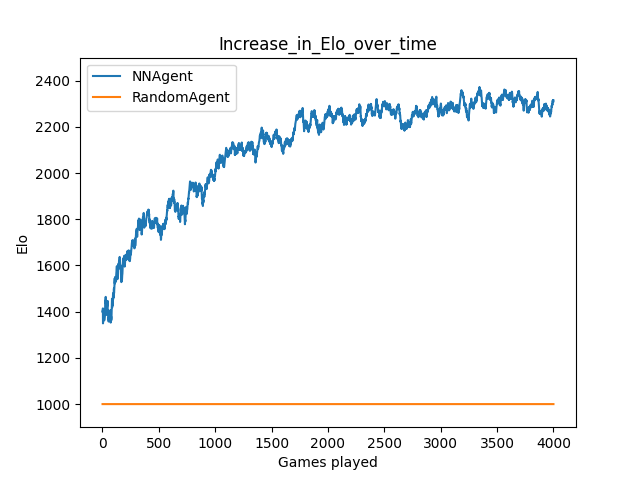 Increase_in_Elo_over_time
NNAgent
RandomAgent
2400
2200
2000
1800
1600
1400
1200
1000
Elo
0 500 1000 1500 2000 2500 3000 3500 4000
Games played